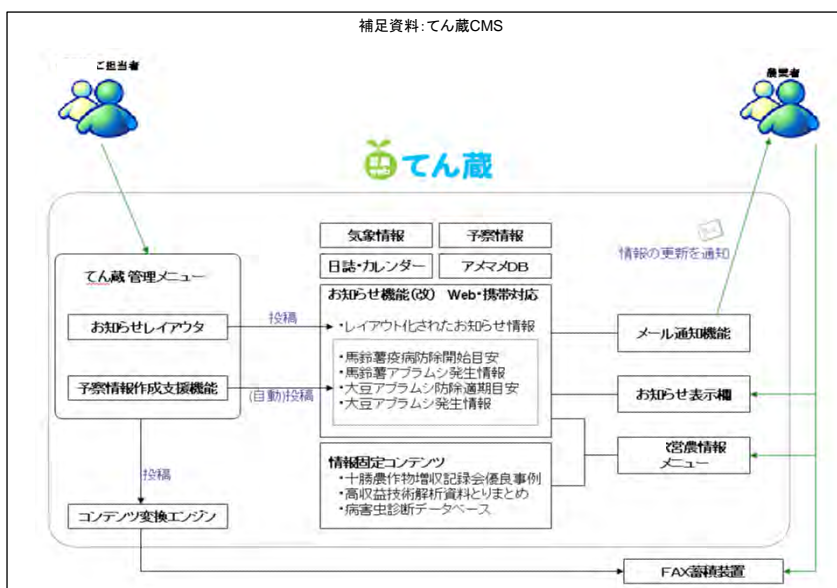 補足資料：てん蔵CMS
ご担当者
農業者
てん蔵
気象情報
予察情報
日誌・カレンダー
アメマメDB
情報の更新を通知
てん蔵 管理メニュー
お知らせ機能(改) Web・携帯対応
お知らせレイアウタ
投稿
・レイアウト化されたお知らせ情報
メール通知機能
・馬鈴薯疫病防除開始目安
・馬鈴薯アブラムシ発生情報
・大豆アブラムシ防除適期目安
・大豆アブラムシ発生情報
予察情報作成支援機能
(自動)投稿
お知らせ表示欄
営農情報
メニュー
投稿
情報固定コンテンツ
・十勝農作物増収記録会優良事例
・高収益技術解析資料とりまとめ
・病害虫診断データベース
コンテンツ変換エンジン
FAX蓄積装置